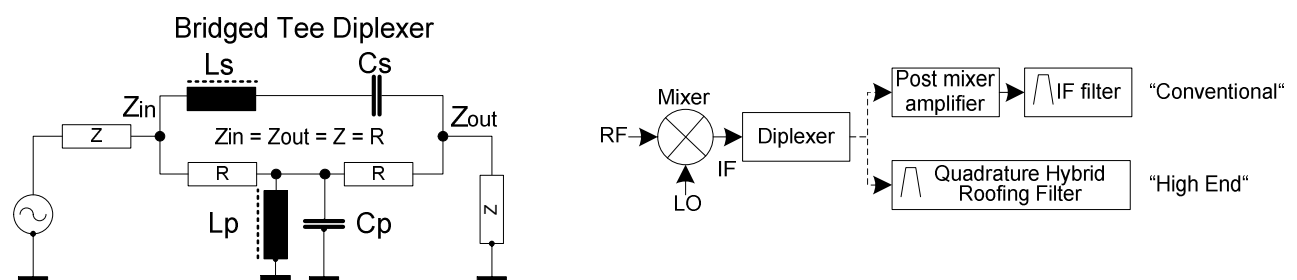 Bridged Tee Diplexer
Ls
Cs
Zin
Zout
Z
Zin = Zout = Z = R
R
R
Z
Lp
Cp
Mixer
RF
IF
LO
Diplexer
Post mixer
amplifier
IF filter
“Conventional“
Quadrature Hybrid
Roofing Filter
“High End“